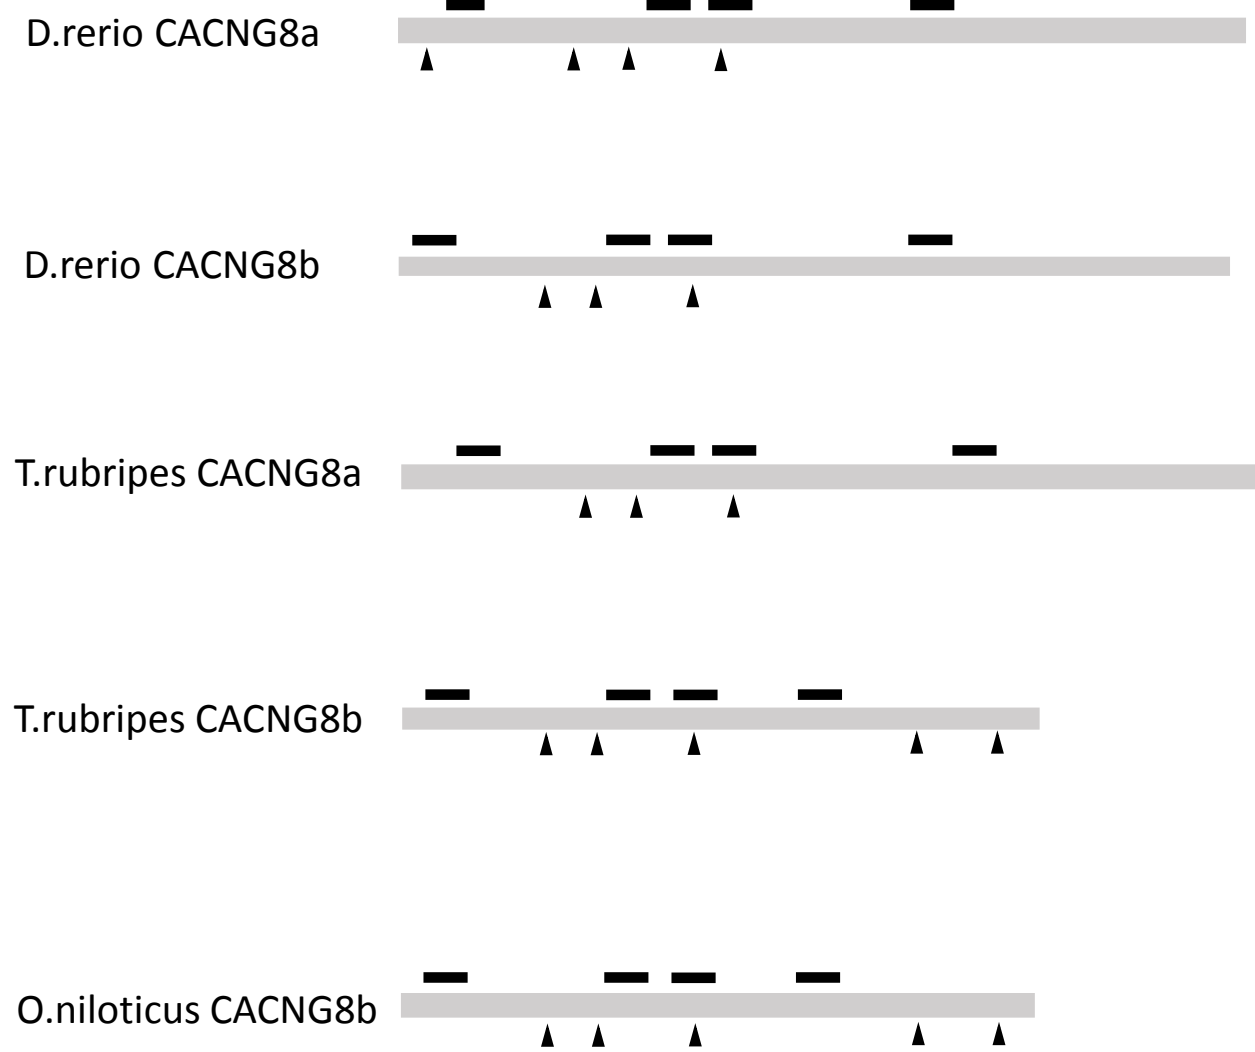 D.rerio CACNG8a
D.rerio CACNG8b
T.rubripes CACNG8a
T.rubripes CACNG8b
O.niloticus CACNG8b